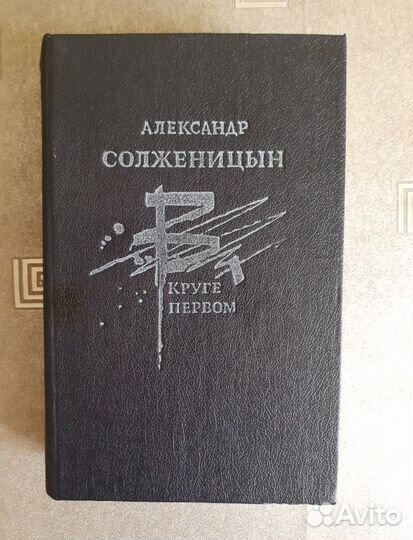 АЛЕКСАНДР
СОЛЖЕНИЦЫН
В
КРУГЕ
ПЕРВОМ
Avito